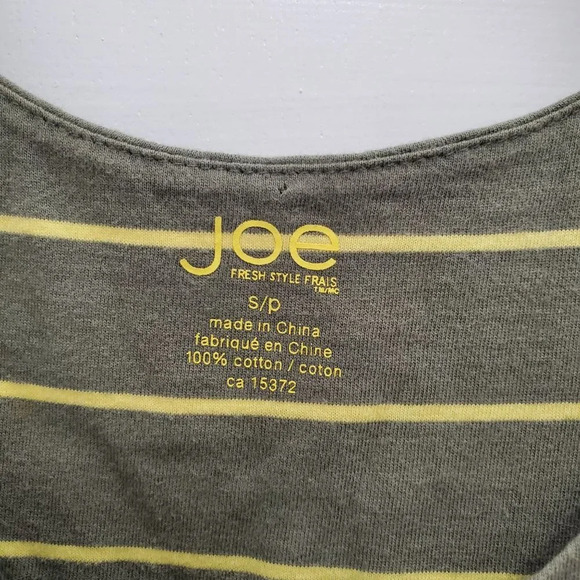 Joe
FRESH STYLE FRAIS
TM/MC
s/p
made in China
fabriqué en Chine
100% cotton / coton
ca 15372